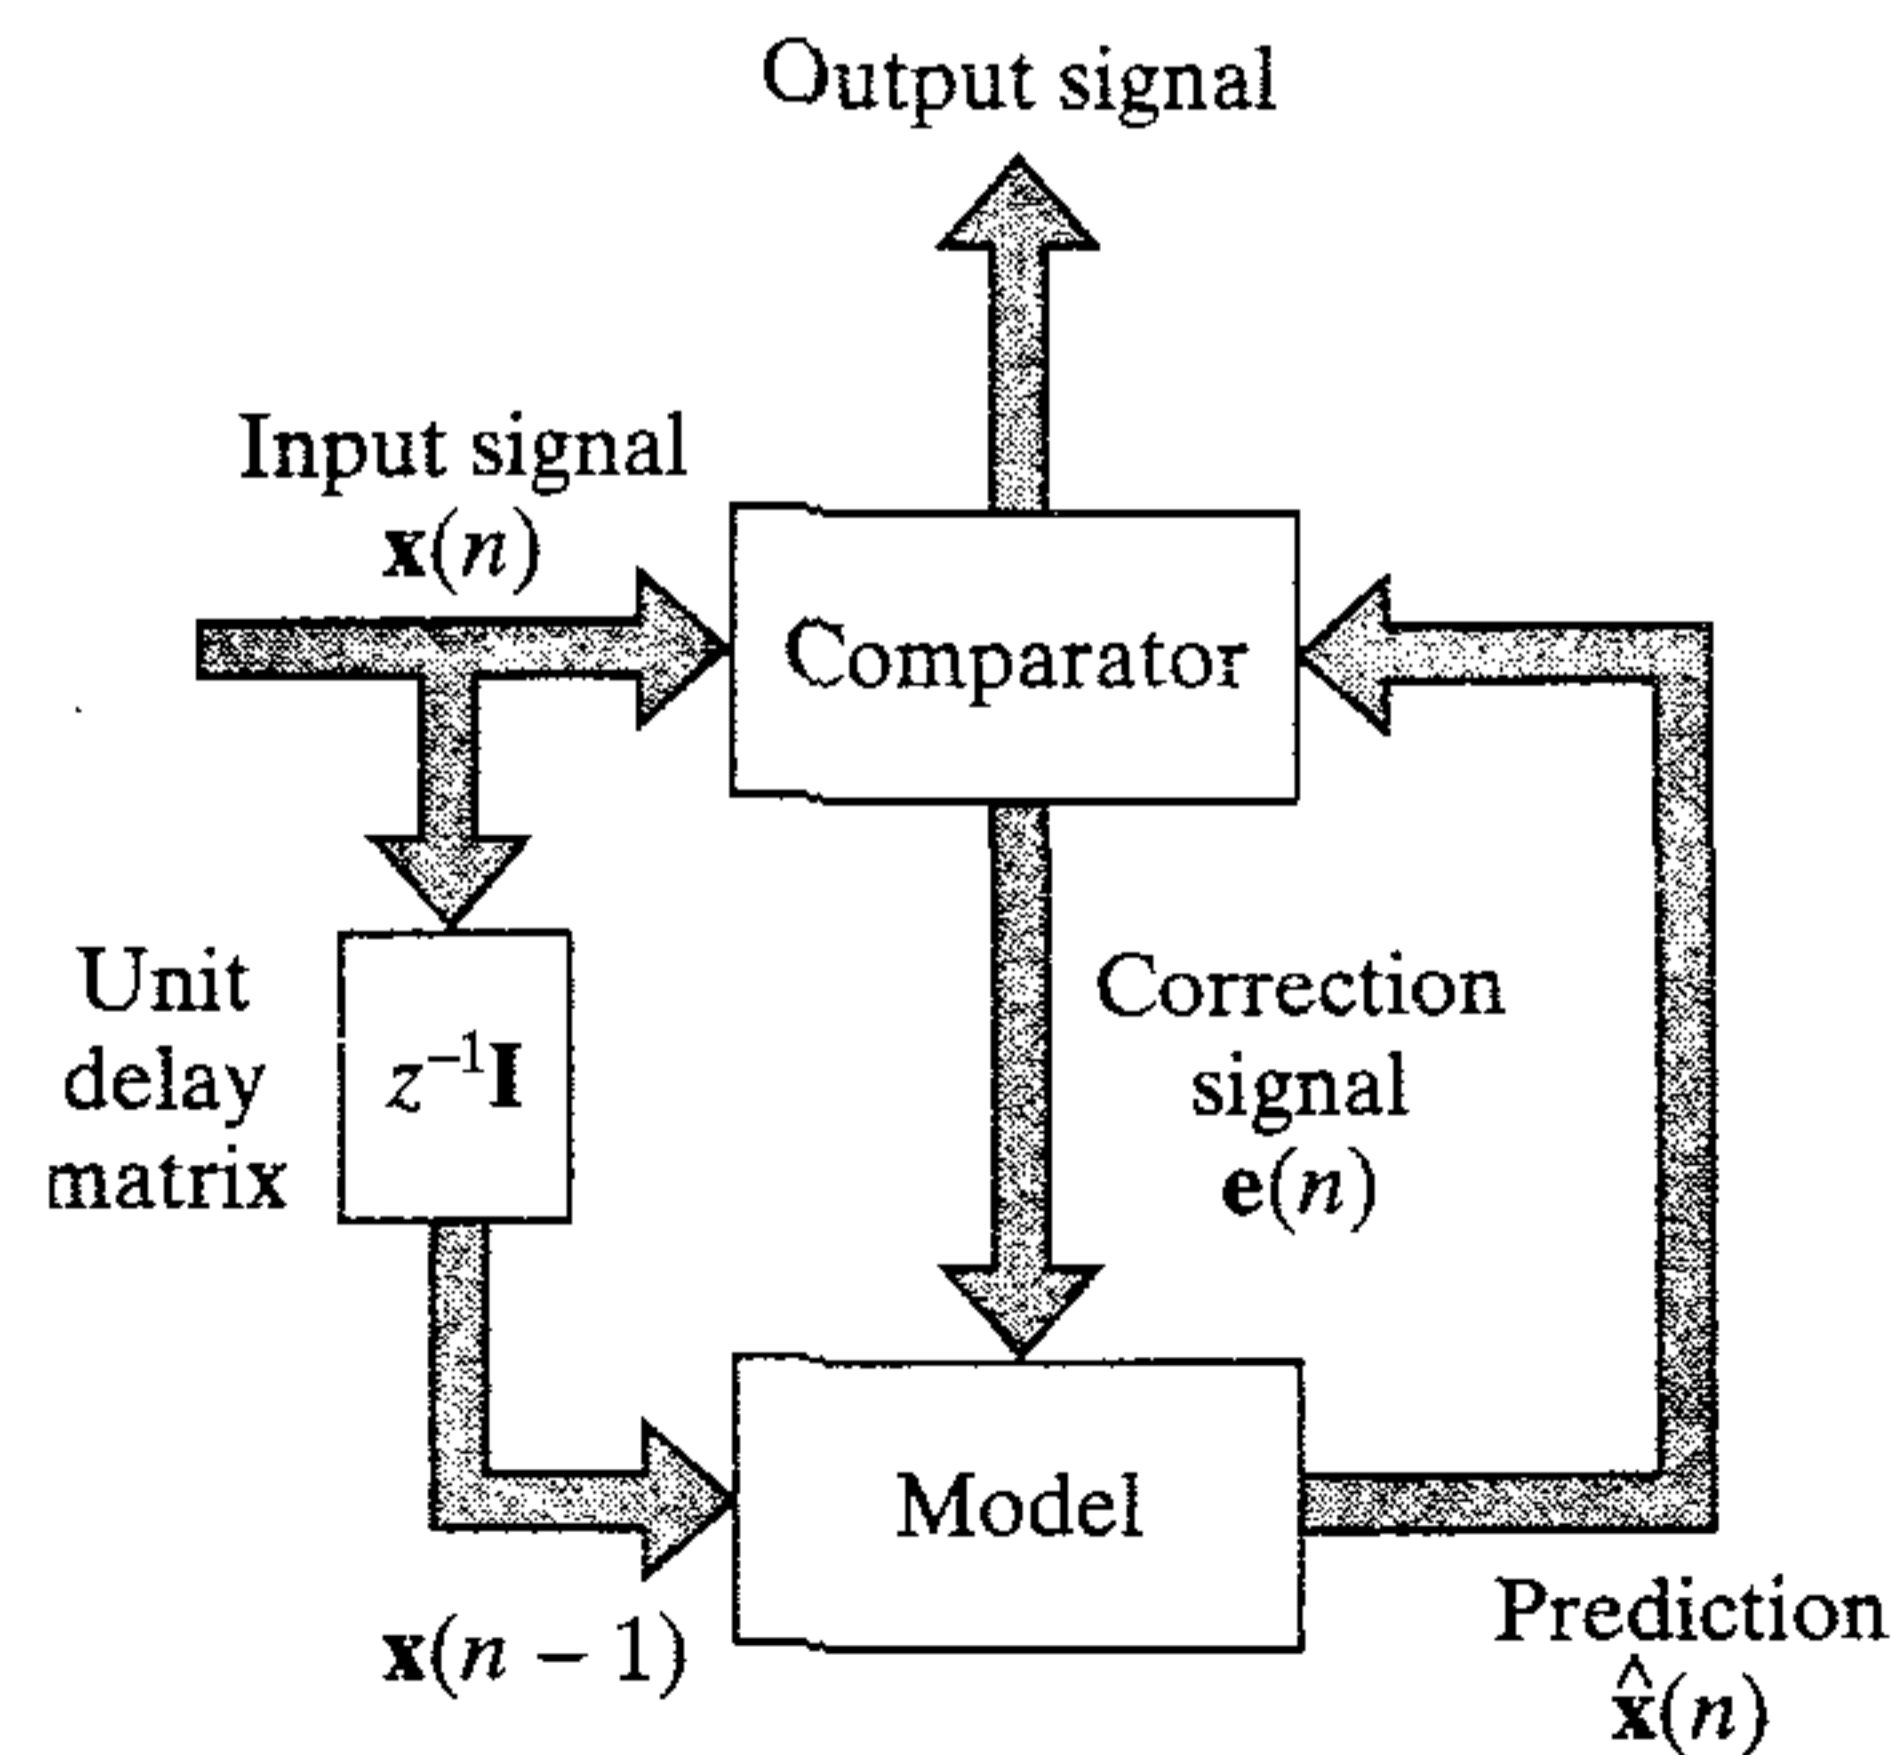 Output signal
Input signal
x(n)
Comparator
Unit
delay
matrix
z⁻¹I
Correction
signal
e(n)
Model
x(n − 1)
Prediction
x̂(n)